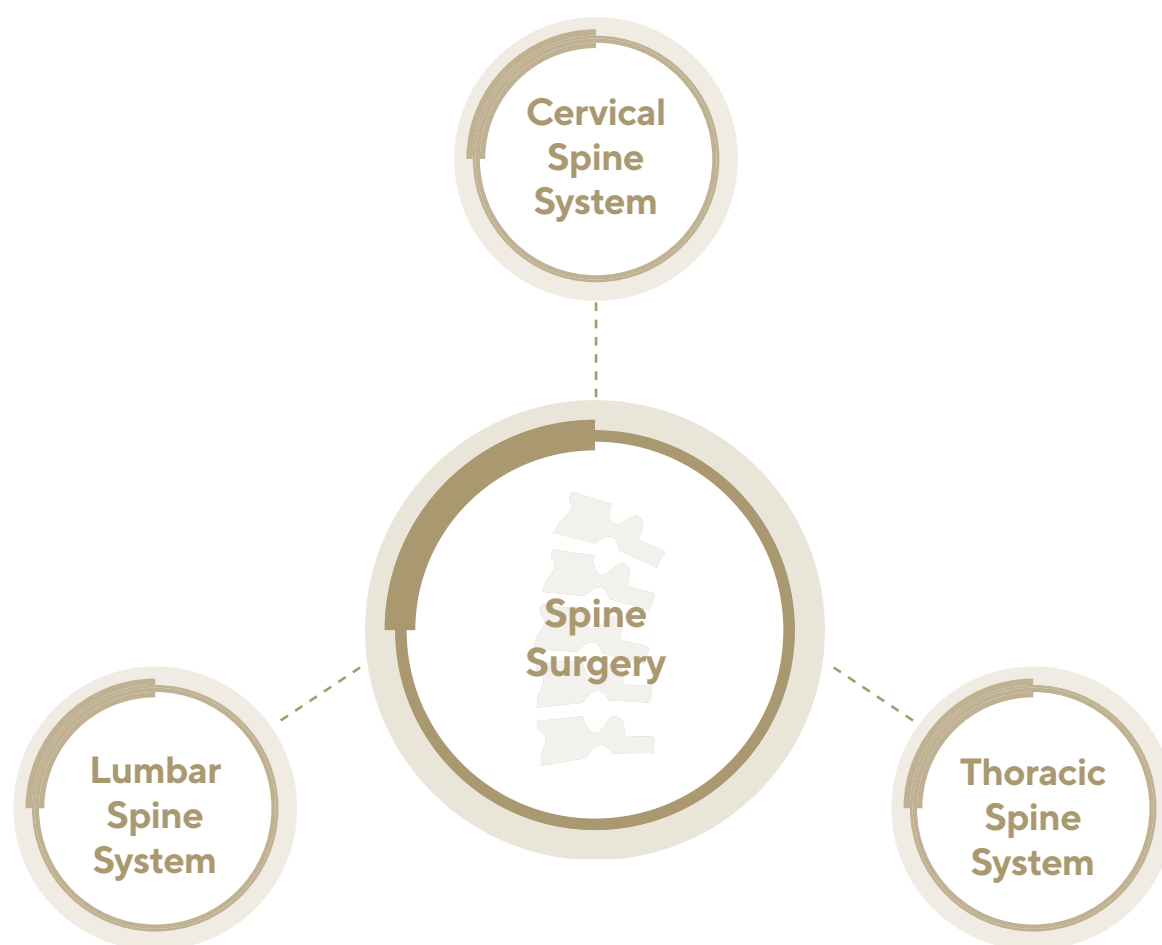 Cervical
Spine
System
Spine
Surgery
Lumbar
Spine
System
Thoracic
Spine
System